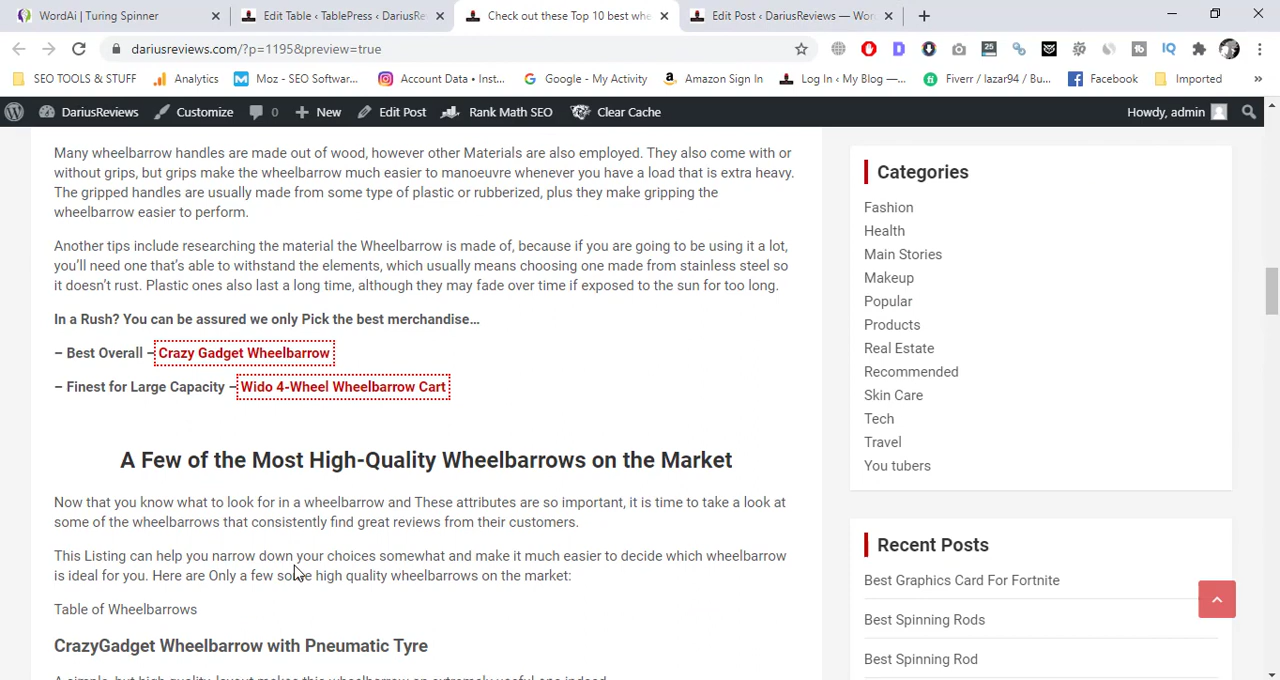 WordAi | Turing Spinner
Edit Table ‹ TablePress ‹ DariusRe
Check out these Top 10 best whe
Edit Post ‹ DariusReviews — Wor
dariusreviews.com/?p=1195&preview=true
25
IQ
SEO TOOLS & STUFF
Analytics
Moz - SEO Softwar...
Account Data • Inst...
Google - My Activity
Amazon Sign In
Log In ‹ My Blog —...
Fiverr / lazar94 / Bu...
Facebook
Imported
»
DariusReviews
Customize
0
New
Edit Post
Rank Math SEO
Clear Cache
Howdy, admin
Many wheelbarrow handles are made out of wood, however other Materials are also employed. They also come with or
without grips, but grips make the wheelbarrow much easier to manoeuvre whenever you have a load that is extra heavy.
The gripped handles are usually made from some type of plastic or rubberized, plus they make gripping the
wheelbarrow easier to perform.
Another tips include researching the material the Wheelbarrow is made of, because if you are going to be using it a lot,
you'll need one that's able to withstand the elements, which usually means choosing one made from stainless steel so
it doesn't rust. Plastic ones also last a long time, although they may fade over time if exposed to the sun for too long.
In a Rush? You can be assured we only Pick the best merchandise…
– Best Overall – Crazy Gadget Wheelbarrow
– Finest for Large Capacity – Wido 4-Wheel Wheelbarrow Cart
A Few of the Most High-Quality Wheelbarrows on the Market
Now that you know what to look for in a wheelbarrow and These attributes are so important, it is time to take a look at
some of the wheelbarrows that consistently find great reviews from their customers.
This Listing can help you narrow down your choices somewhat and make it much easier to decide which wheelbarrow
is ideal for you. Here are Only a few some high quality wheelbarrows on the market:
Table of Wheelbarrows
CrazyGadget Wheelbarrow with Pneumatic Tyre
A simple, but high quality, layout makes this wheelbarrow an extremely useful one indeed
Categories
Fashion
Health
Main Stories
Makeup
Popular
Products
Real Estate
Recommended
Skin Care
Tech
Travel
You tubers
Recent Posts
Best Graphics Card For Fortnite
Best Spinning Rods
Best Spinning Rod